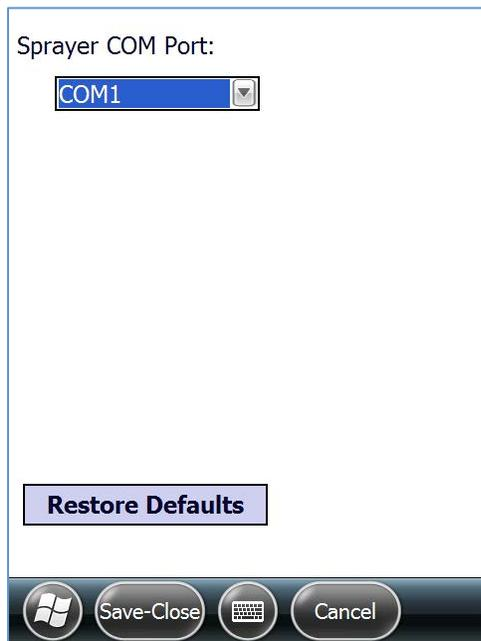 Sprayer COM Port:
COM1
Restore Defaults
Save-Close
Cancel